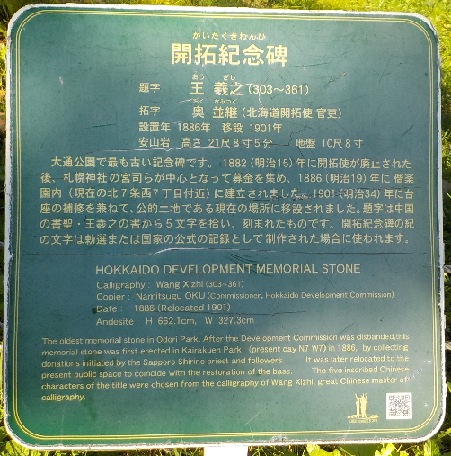 かいたくきねんひ
開拓紀念碑
おう ぎし
題字 王 羲之(303～361)
おく なみつぐ
拓字 奥 並継(北海道開拓使 官吏)
設置年 1886年 移設 1901年
安山岩 高さ 21尺8寸5分 地盤 10尺8寸
大通公園で最も古い記念碑です。1882(明治15)年に開拓使が廃止された
後、札幌神社の宮司らが中心となって募金を集め、1886(明治19)年に偕楽
園内(現在の北7条西7丁目付近)に建立されました。1901(明治34)年に台
座の補修を兼ねて、公的土地である現在の場所に移設されました。題字は中国
の書聖・王羲之の書から5文字を拾い、刻まれたものです。開拓紀念碑の紀
の文字は勅選または国家の公式の記録として制作された場合に使われます。
HOKKAIDO DEVELOPMENT MEMORIAL STONE
Calligraphy : Wang Xizhi (303-361)
Copier : Namitsugu OKU (Commissioner, Hokkaido Development Commission)
Date : 1886 (Relocated 1901)
Andesite H 662.1cm, W 327.3cm
The oldest memorial stone in Odori Park. After the Development Commission was disbanded, this
memorial stone was first erected in Kairakuen Park (present day N7 W7) in 1886, by collecting
donations initiated by the Sapporo Shrine priest and followers. It was later relocated to the
present public space to coincide with the restoration of the base. The five inscribed Chinese
characters of the title were chosen from the calligraphy of Wang Xizhi, great Chinese master of
calligraphy.